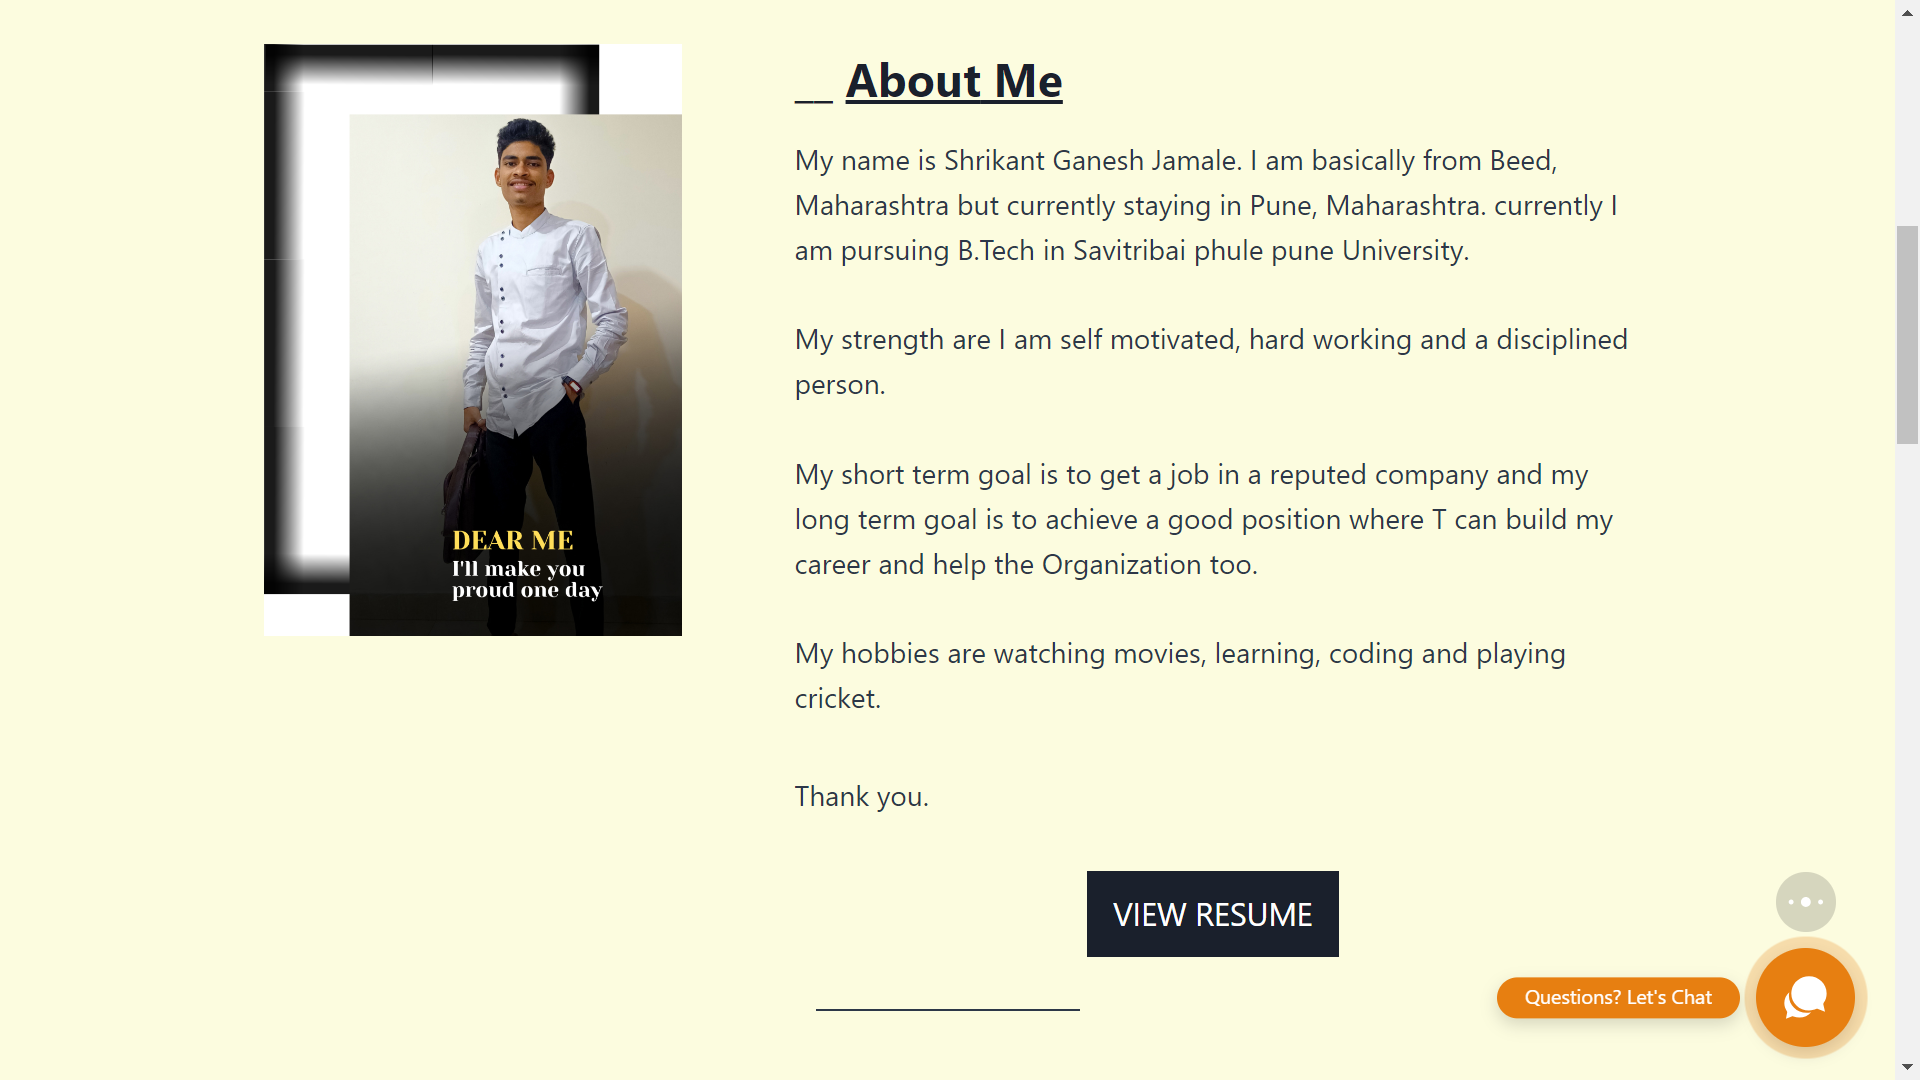 __ About Me
My name is Shrikant Ganesh Jamale. I am basically from Beed,
Maharashtra but currently staying in Pune, Maharashtra. currently I
am pursuing B.Tech in Savitribai phule pune University.
My strength are I am self motivated, hard working and a disciplined
person.
My short term goal is to get a job in a reputed company and my
long term goal is to achieve a good position where T can build my
career and help the Organization too.
My hobbies are watching movies, learning, coding and playing
cricket.
Thank you.
DEAR ME
I'll make you
proud one day
VIEW RESUME
Questions? Let's Chat